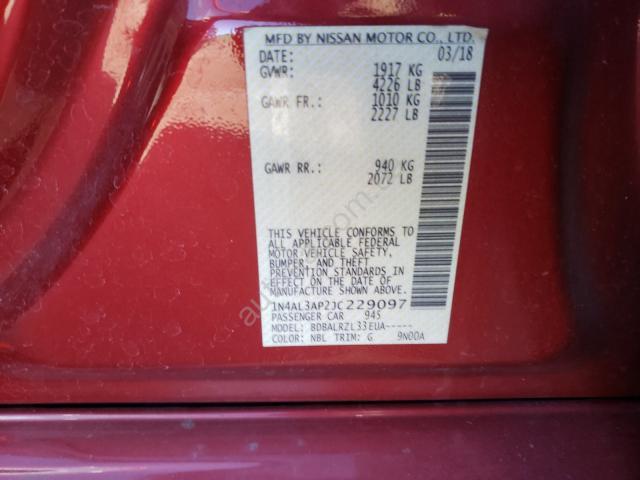 MFD BY NISSAN MOTOR CO., LTD.
DATE: 03/18
GVWR: 1917 KG
4226 LB
GAWR FR.: 1010 KG
2227 LB
GAWR RR.: 940 KG
2072 LB
THIS VEHICLE CONFORMS TO
ALL APPLICABLE FEDERAL
MOTOR VEHICLE SAFETY,
BUMPER, AND THEFT
PREVENTION STANDARDS IN
EFFECT ON THE DATE OF
MANUFACTURE SHOWN ABOVE.
1N4AL3AP2JC229097
PASSENGER CAR 945
MODEL: BDBALRZL33EUA-----
COLOR: NBL TRIM: G 9N00A